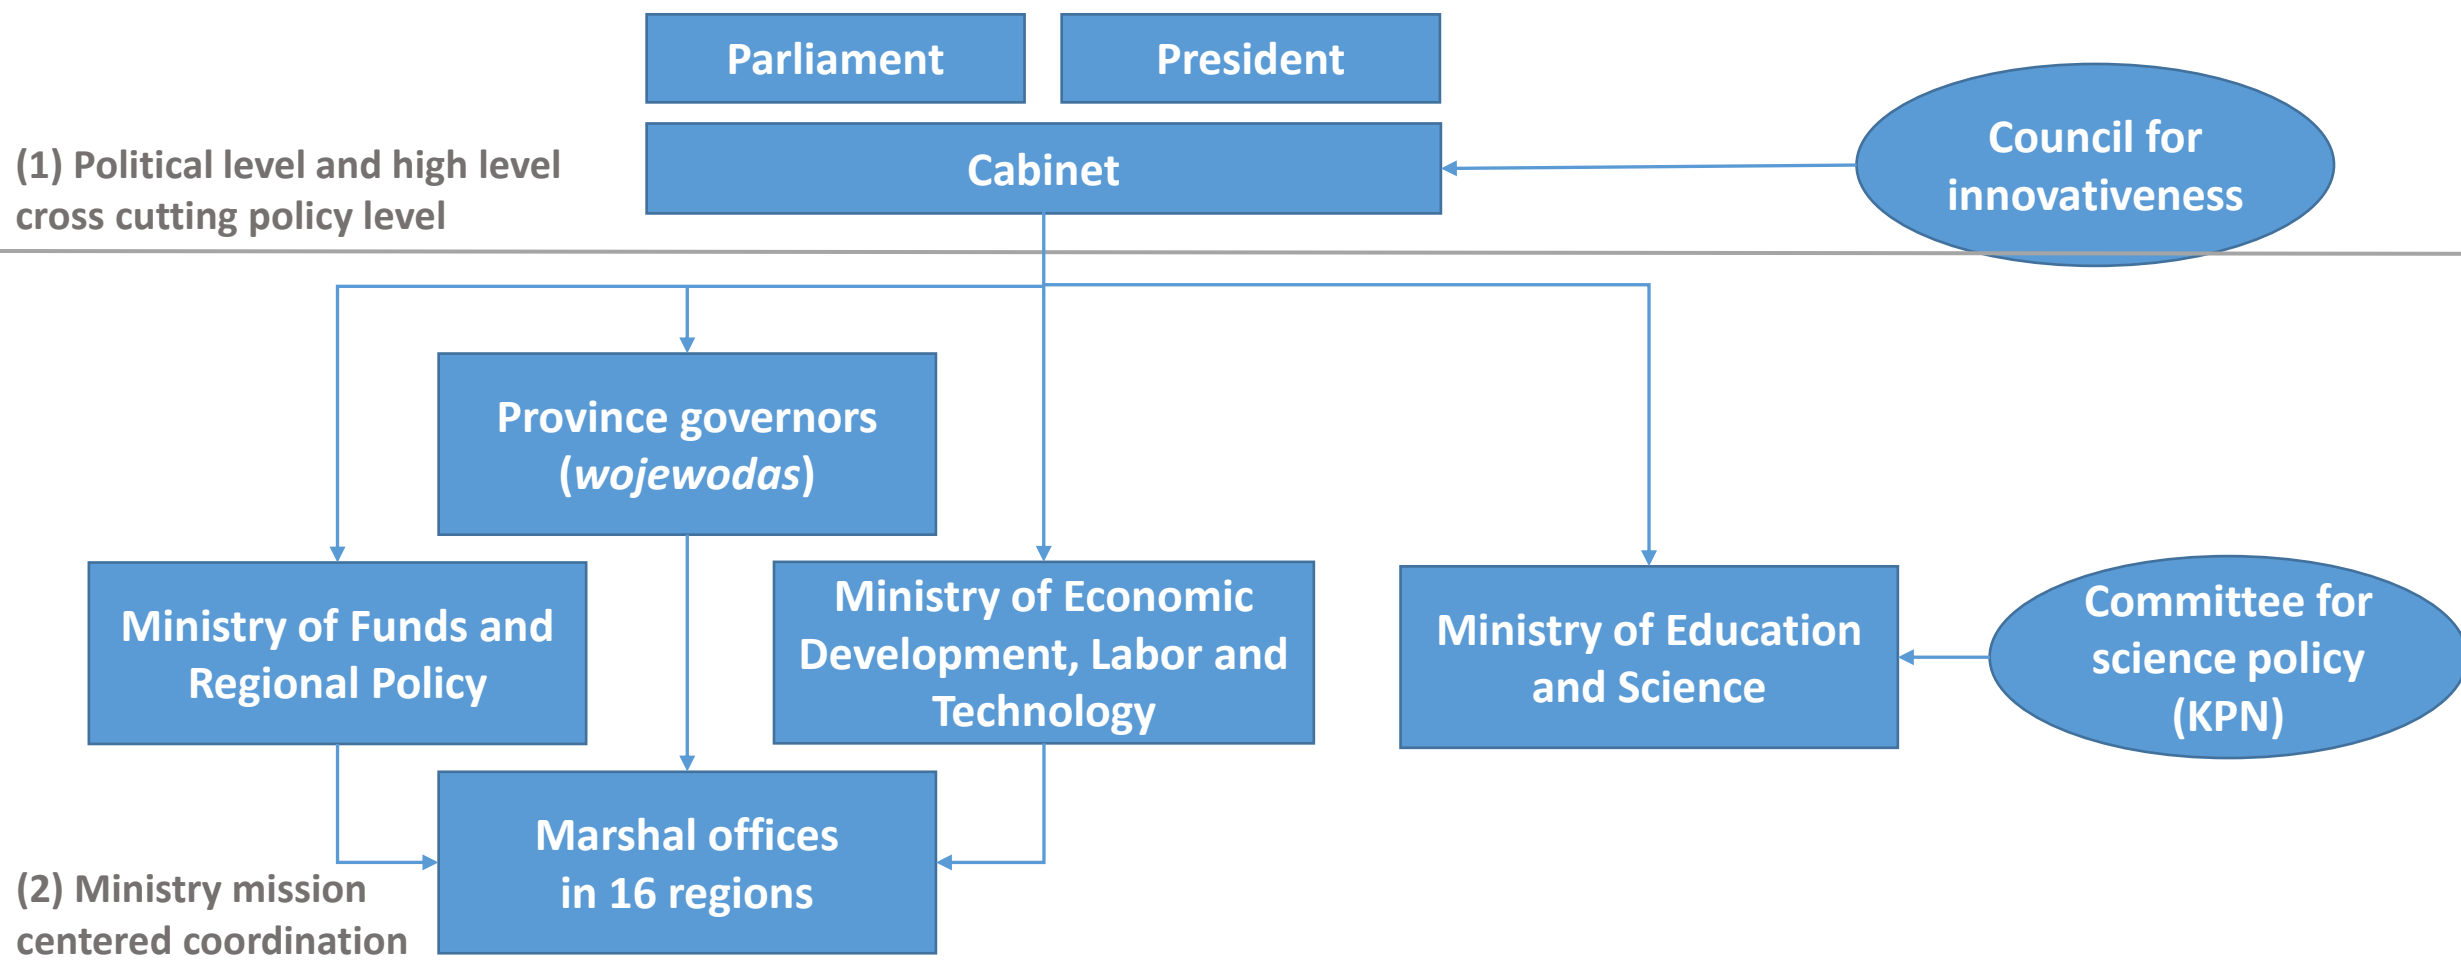 Parliament
President
Cabinet
Council for
innovativeness
(1) Political level and high level
cross cutting policy level
Province governors
(wojewodas)
Ministry of Funds and
Regional Policy
Ministry of Economic
Development, Labor and
Technology
Ministry of Education
and Science
Committee for
science policy
(KPN)
Marshal offices
in 16 regions
(2) Ministry mission
centered coordination